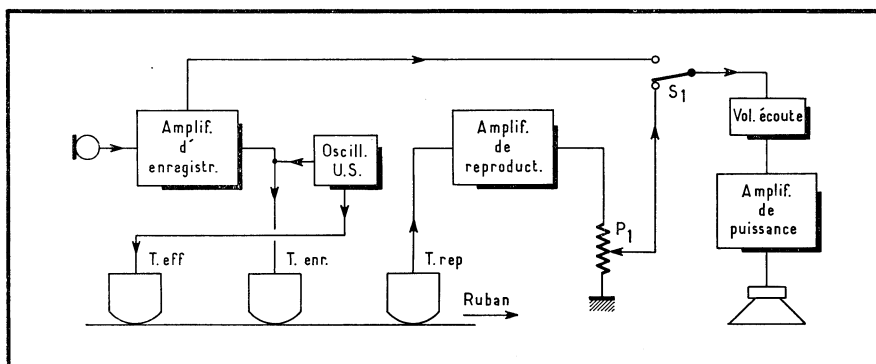 Amplif.
d'
enregistr.
Oscill.
U.S.
Amplif.
de
reproduct.
S1
Vol. écoute
P1
Amplif.
de
puissance
T. eff
T. enr.
T. rep
Ruban